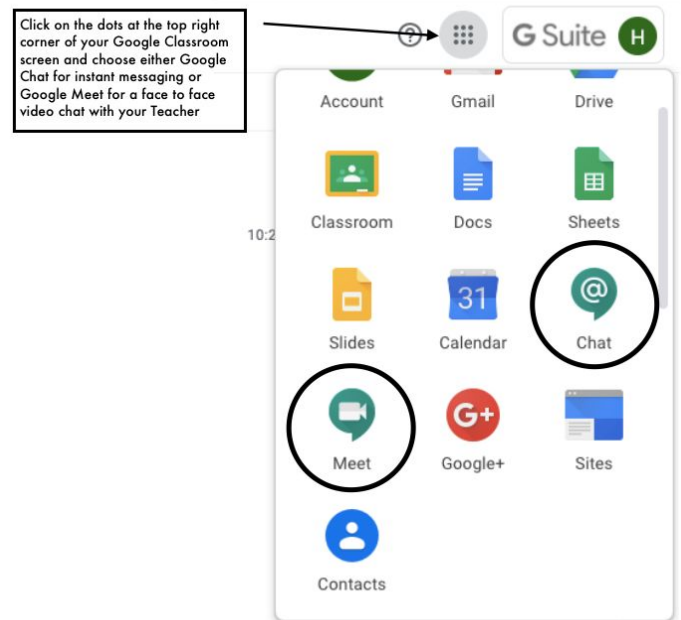 Click on the dots at the top right
corner of your Google Classroom
screen and choose either Google
Chat for instant messaging or
Google Meet for a face to face
video chat with your Teacher
? G Suite H
Account Gmail Drive
Classroom Docs Sheets
10:2
31 @
Slides Calendar Chat
G+
Meet Google+ Sites
Contacts